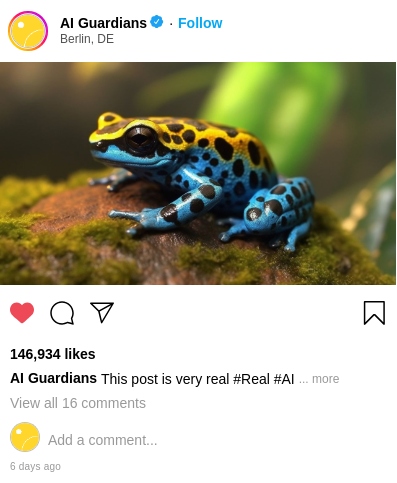 AI Guardians · Follow
Berlin, DE
146,934 likes
AI Guardians This post is very real #Real #AI ... more
View all 16 comments
Add a comment...
6 days ago